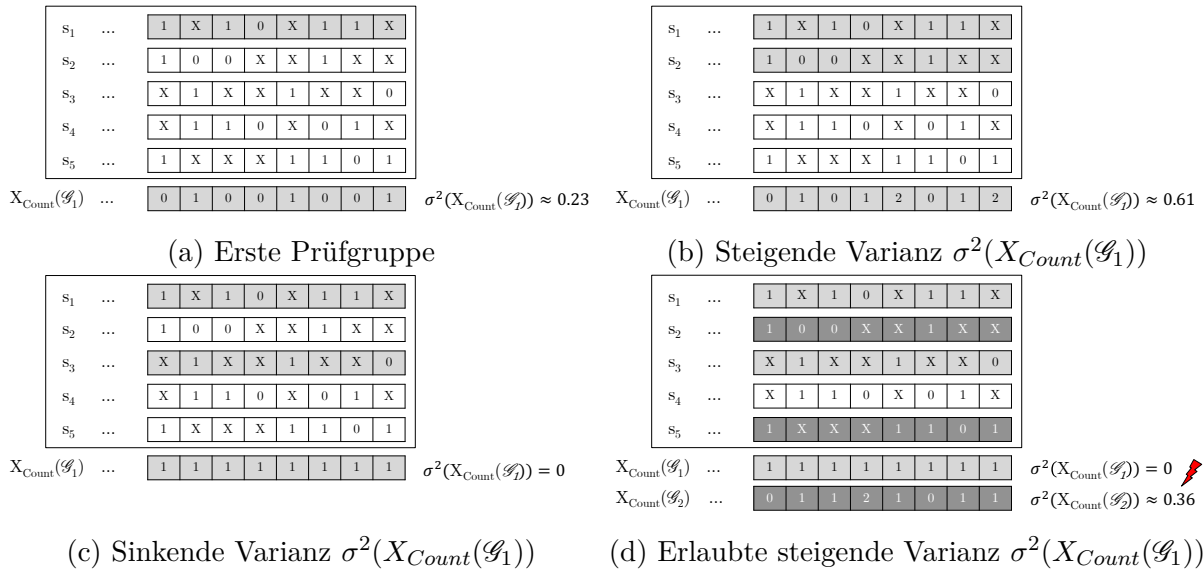 s1 ... 1 X 1 0 X 1 1 X
s2 ... 1 0 0 X X 1 X X
s3 ... X 1 X X 1 X X 0
s4 ... X 1 1 0 X 0 1 X
s5 ... 1 X X X 1 1 0 1
XCount(𝒢1) ... 0 1 0 0 1 0 0 1 σ²(XCount(𝒢1)) ≈ 0.23
(a) Erste Prüfgruppe
s1 ... 1 X 1 0 X 1 1 X
s2 ... 1 0 0 X X 1 X X
s3 ... X 1 X X 1 X X 0
s4 ... X 1 1 0 X 0 1 X
s5 ... 1 X X X 1 1 0 1
XCount(𝒢1) ... 0 1 0 1 2 0 1 2 σ²(XCount(𝒢1)) ≈ 0.61
(b) Steigende Varianz σ²(XCount(𝒢1))
s1 ... 1 X 1 0 X 1 1 X
s2 ... 1 0 0 X X 1 X X
s3 ... X 1 X X 1 X X 0
s4 ... X 1 1 0 X 0 1 X
s5 ... 1 X X X 1 1 0 1
XCount(𝒢1) ... 1 1 1 1 1 1 1 1 σ²(XCount(𝒢1)) = 0
(c) Sinkende Varianz σ²(XCount(𝒢1))
s1 ... 1 X 1 0 X 1 1 X
s2 ... 1 0 0 X X 1 X X
s3 ... X 1 X X 1 X X 0
s4 ... X 1 1 0 X 0 1 X
s5 ... 1 X X X 1 1 0 1
XCount(𝒢1) ... 1 1 1 1 1 1 1 1 σ²(XCount(𝒢1)) = 0
XCount(𝒢2) ... 0 1 1 2 1 0 1 1 σ²(XCount(𝒢2)) ≈ 0.36
(d) Erlaubte steigende Varianz σ²(XCount(𝒢1))